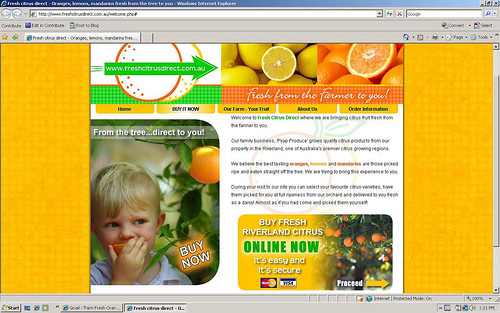 Fresh citrus direct - Oranges, lemons, mandarins fresh from the tree to you - Windows Internet Explorer
http://www.freshcitrusdirect.com.au/welcome.php#
Google
Contribute Edit in Contribute Post to Blog
Convert Select
Fresh citrus direct - Oranges, lemons, mandarins fres...
Page Tools
www.freshcitrusdirect.com.au
Fresh from the Farmer to you!
Home BUY IT NOW Our Farm - Your Fruit About Us Order Information
From the tree...direct to you!
BUY
NOW
Welcome to Fresh Citrus Direct where we are bringing citrus fruit fresh from
the farmer to you.
Our family business, 'Pyap Produce' grows quality citrus products from our
property in the Riverland, one of Australia's premier citrus growing regions.
We believe the best tasting oranges, lemons and mandarins are those picked
ripe and eaten straight off the tree. We are trying to bring this experience to you.
During your visit to our site you can select your favourite citrus varieties, have
them picked for you at full ripeness from our orchard and delivered to you fresh
as a daisy! Almost as if you had come and picked them yourself!
BUY FRESH
RIVERLAND CITRUS
ONLINE NOW
it's easy and
it's secure
MasterCard VISA
Proceed
Internet | Protected Mode: On 100%
Start Gmail - 'Farm Fresh Oran... Fresh citrus direct - O... 1:21 PM